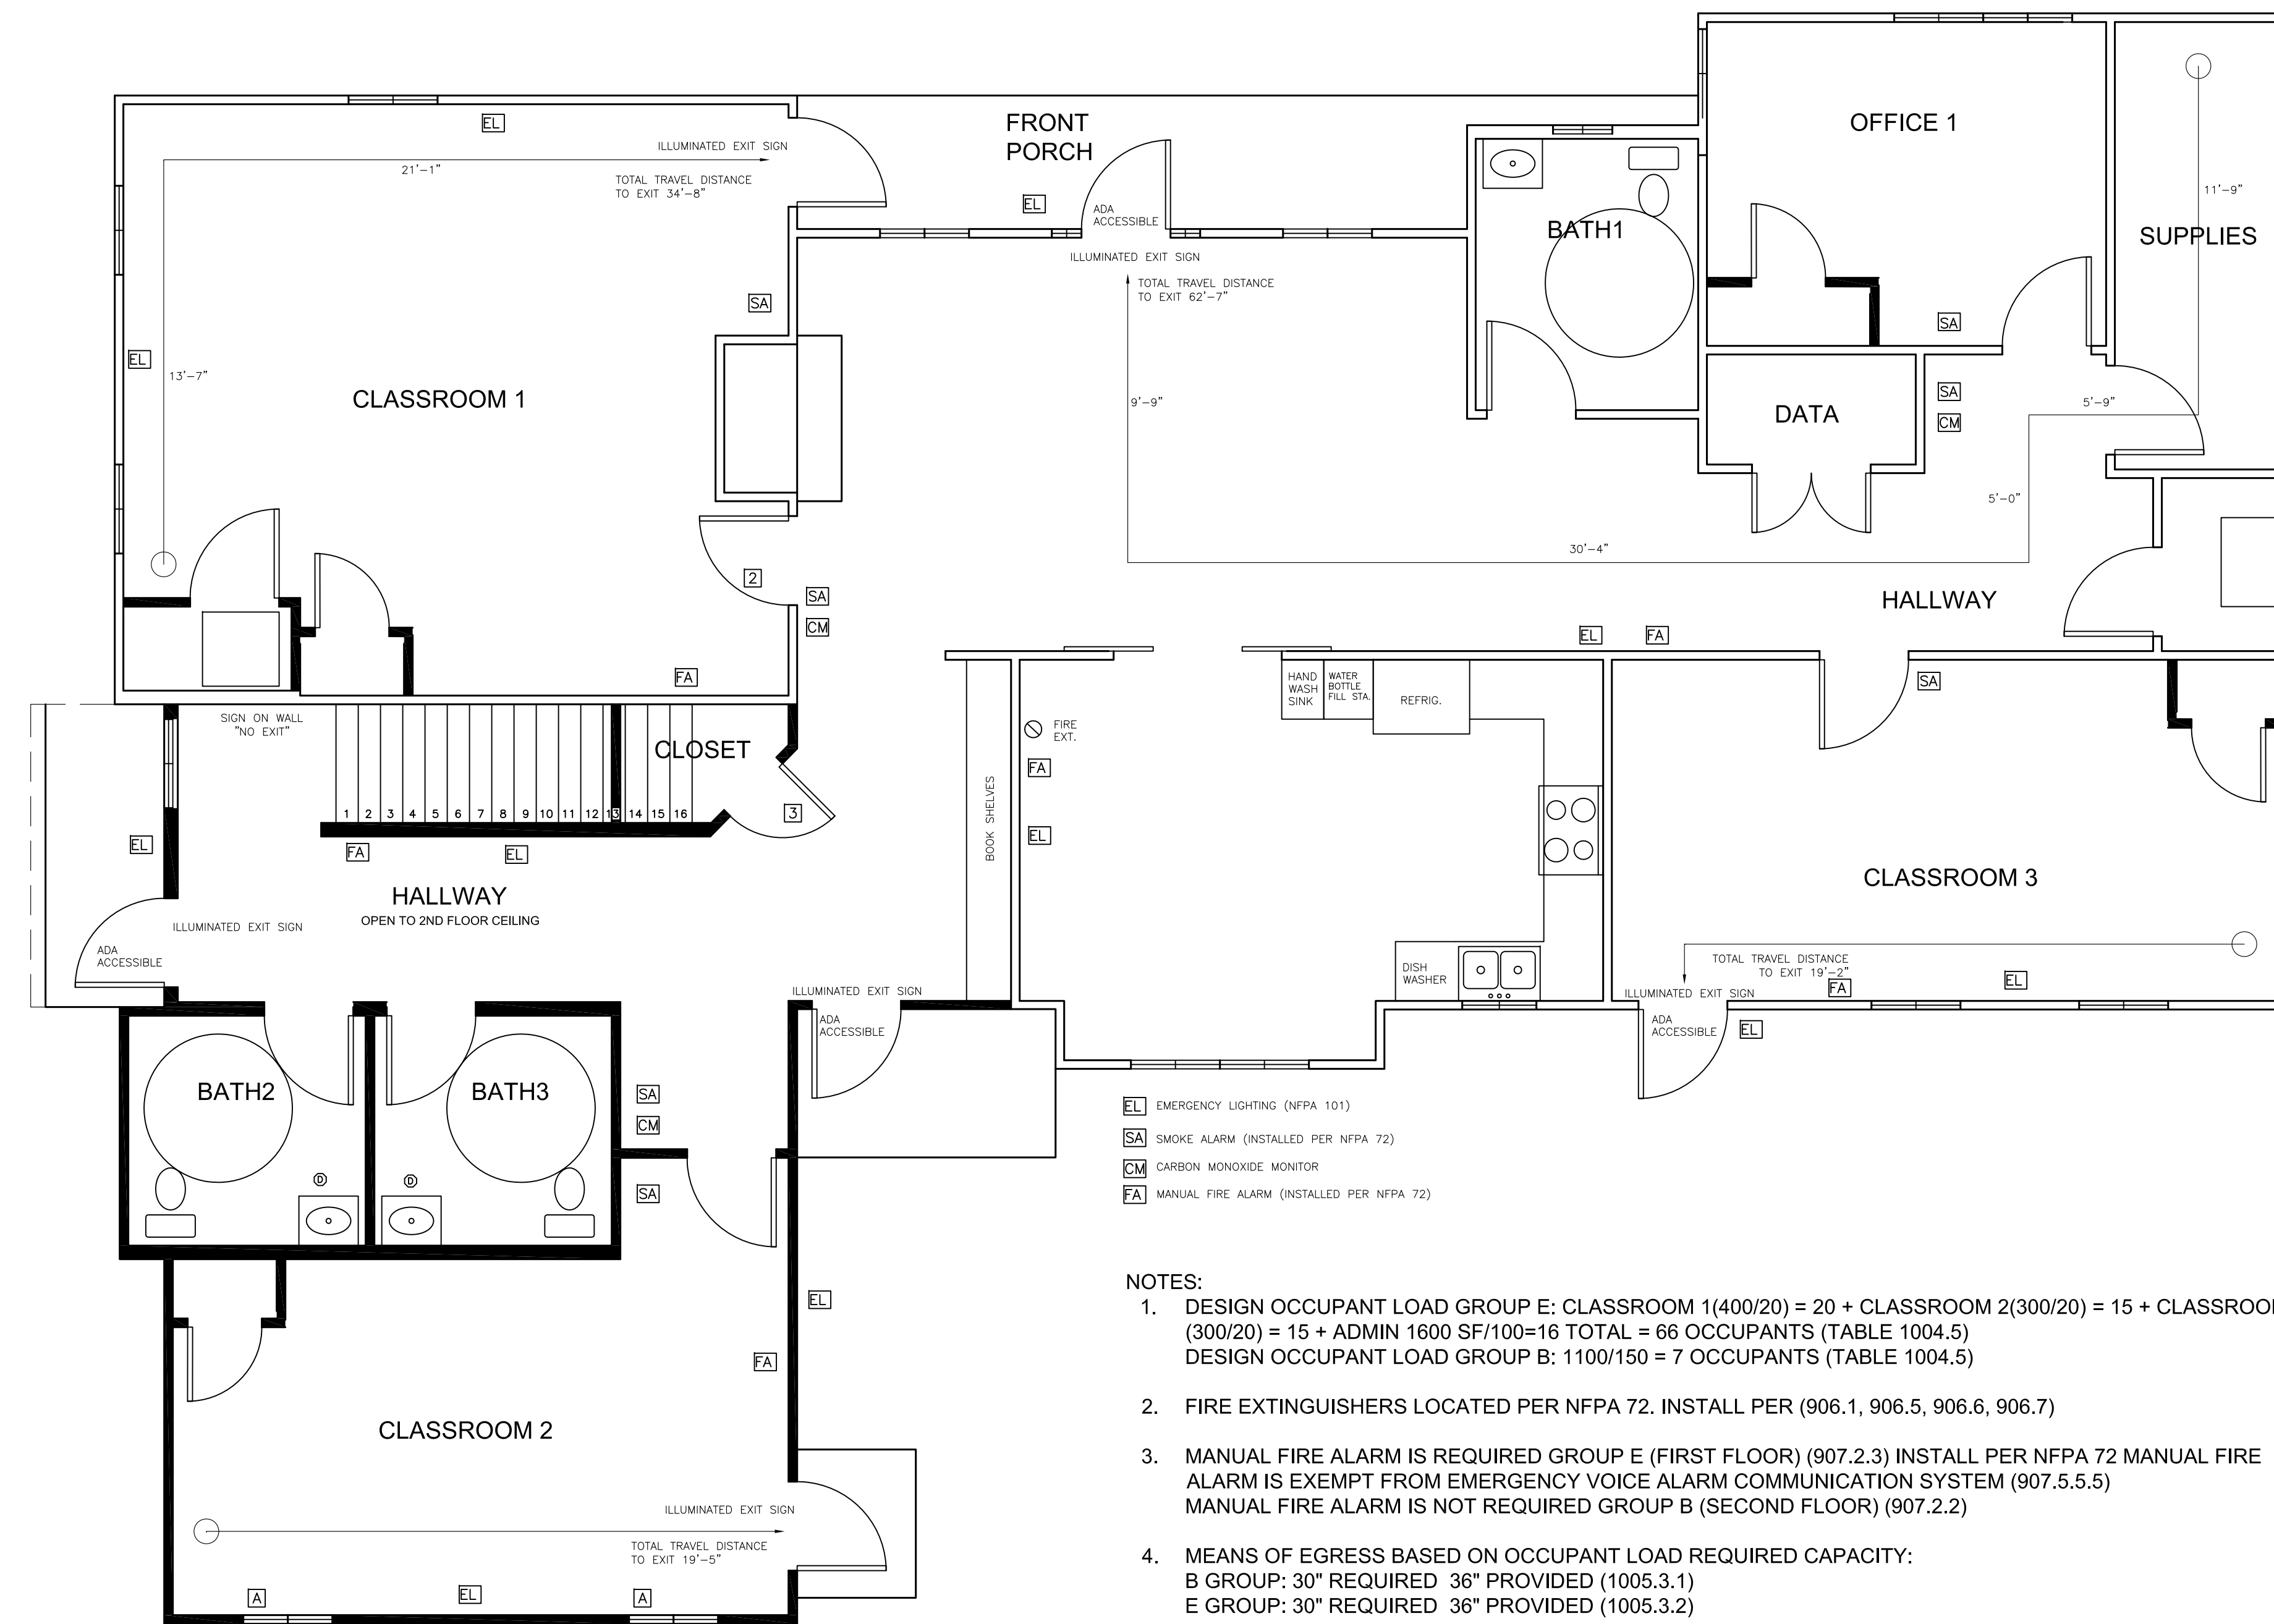 FRONT
PORCH
OFFICE 1
EL
ILLUMINATED EXIT SIGN
21'-1"
TOTAL TRAVEL DISTANCE
TO EXIT 34'-8"
11'-9"
EL
ADA
ACCESSIBLE
BATH1
SUPPLIES
ILLUMINATED EXIT SIGN
TOTAL TRAVEL DISTANCE
TO EXIT 62'-7"
SA
SA
EL
13'-7"
CLASSROOM 1
9'-9"
DATA
SA
CM
5'-9"
5'-0"
30'-4"
2
SA
CM
HALLWAY
EL
FA
FA
SA
HAND
WASH
SINK
WATER
BOTTLE
FILL STA.
REFRIG.
SIGN ON WALL
"NO EXIT"
CLOSET
FIRE
EXT.
FA
EL
BOOK SHELVES
1 2 3 4 5 6 7 8 9 10 11 12 13 14 15 16
3
EL
FA
EL
HALLWAY
OPEN TO 2ND FLOOR CEILING
CLASSROOM 3
ILLUMINATED EXIT SIGN
ADA
ACCESSIBLE
TOTAL TRAVEL DISTANCE
TO EXIT 19'-2"
DISH
WASHER
ILLUMINATED EXIT SIGN
ILLUMINATED EXIT SIGN
FA
EL
ADA
ACCESSIBLE
ADA
ACCESSIBLE
EL
BATH2
BATH3
SA
CM
SA
D
D
EL EMERGENCY LIGHTING (NFPA 101)
SA SMOKE ALARM (INSTALLED PER NFPA 72)
CM CARBON MONOXIDE MONITOR
FA MANUAL FIRE ALARM (INSTALLED PER NFPA 72)
EL
FA
CLASSROOM 2
ILLUMINATED EXIT SIGN
TOTAL TRAVEL DISTANCE
TO EXIT 19'-5"
A
EL
A
NOTES:
1. DESIGN OCCUPANT LOAD GROUP E: CLASSROOM 1(400/20) = 20 + CLASSROOM 2(300/20) = 15 +
(300/20) = 15 + ADMIN 1600 SF/100=16 TOTAL = 66 OCCUPANTS (TABLE 1004.5)
DESIGN OCCUPANT LOAD GROUP B: 1100/150 = 7 OCCUPANTS (TABLE 1004.5)
2. FIRE EXTINGUISHERS LOCATED PER NFPA 72. INSTALL PER (906.1, 906.5, 906.6, 906.7)
3. MANUAL FIRE ALARM IS REQUIRED GROUP E (FIRST FLOOR) (907.2.3) INSTALL PER NFPA 72 MANUAL FIRE
ALARM IS EXEMPT FROM EMERGENCY VOICE ALARM COMMUNICATION SYSTEM (907.5.5.5)
MANUAL FIRE ALARM IS NOT REQUIRED GROUP B (SECOND FLOOR) (907.2.2)
4. MEANS OF EGRESS BASED ON OCCUPANT LOAD REQUIRED CAPACITY:
B GROUP: 30" REQUIRED 36" PROVIDED (1005.3.1)
E GROUP: 30" REQUIRED 36" PROVIDED (1005.3.2)